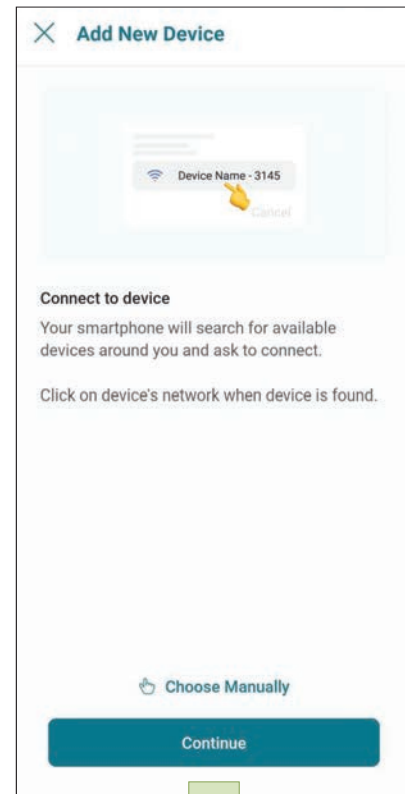 Add New Device
Device Name - 3145
Cancel
Connect to device
Your smartphone will search for available
devices around you and ask to connect.
Click on device's network when device is found.
Choose Manually
Continue